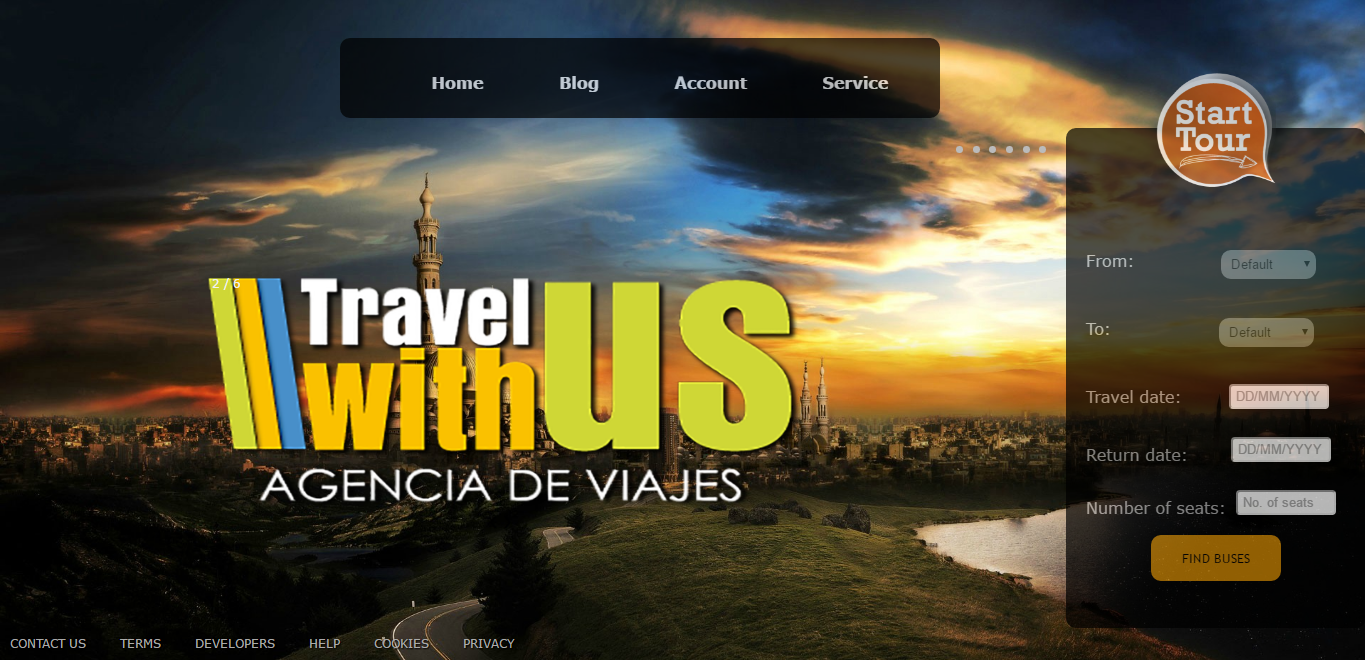 Home Blog Account Service
Start
Tour
From: Default
To: Default
Travel date: DD/MM/YYYY
Return date: DD/MM/YYYY
Number of seats: No. of seats
FIND BUSES
2 / 6
Travel
with
US
AGENCIA DE VIAJES
CONTACT US TERMS DEVELOPERS HELP COOKIES PRIVACY